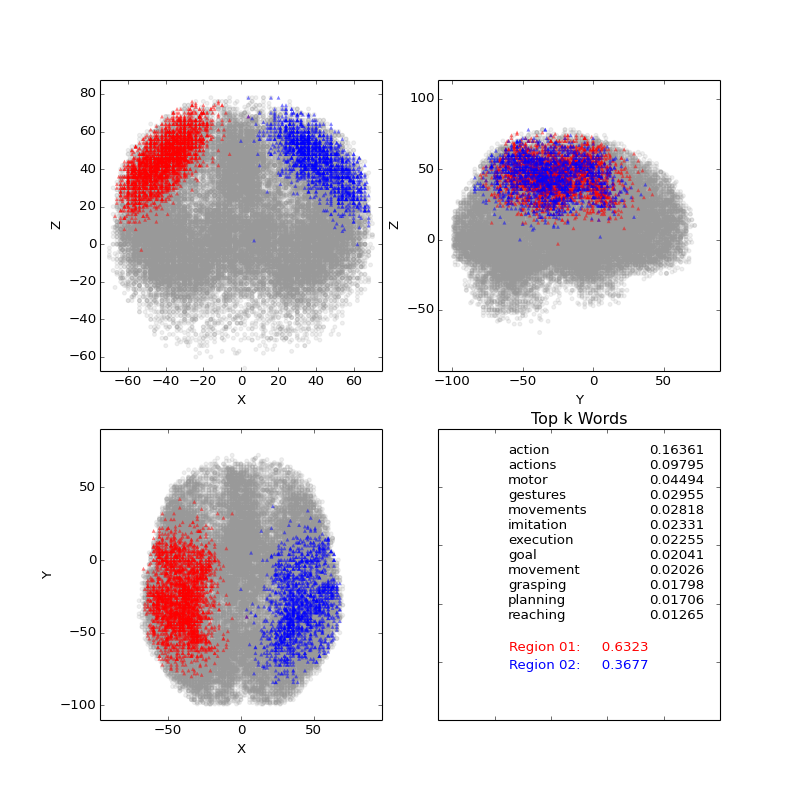 80
60
40
20
0
−20
−40
−60
Z
−60 −40 −20 0 20 40 60
X
100
50
0
−50
Z
−100 −50 0 50
Y
50
0
−50
−100
Y
−50 0 50
X
Top k Words
action 0.16361
actions 0.09795
motor 0.04494
gestures 0.02955
movements 0.02818
imitation 0.02331
execution 0.02255
goal 0.02041
movement 0.02026
grasping 0.01798
planning 0.01706
reaching 0.01265
Region 01: 0.6323
Region 02: 0.3677